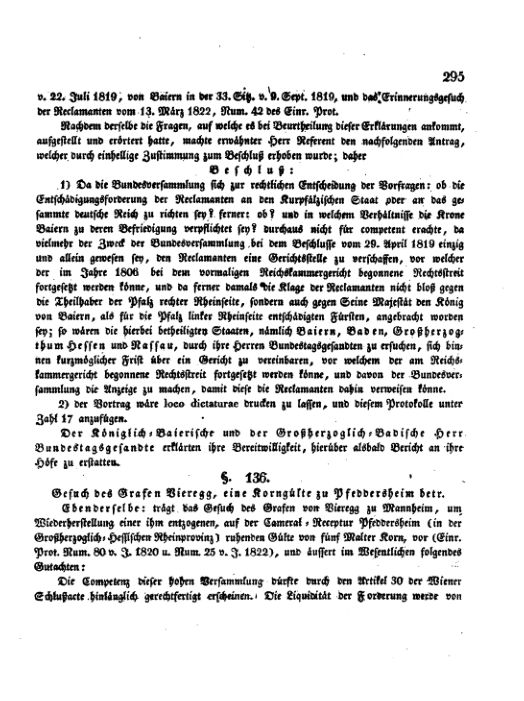 295
v. 22. Juli 1819, von Baiern in der 33. Sitz. v. 9. Sept. 1819, und das Erinnerungsgesuch
der Reclamanten vom 13. März 1822, Num. 42 des Einr. Prot.
Nachdem derselbe die Fragen, auf welche es bei Beurtheilung dieser Erklärungen ankommt,
aufgestellt und erörtert hatte, machte erwähnter Herr Referent den nachfolgenden Antrag,
welcher durch einhellige Zustimmung zum Beschluß erhoben wurde; daher
Beschluß:
1) Da die Bundesversammlung sich zur rechtlichen Entscheidung der Vorfragen: ob die
Entschädigungsforderung der Reclamanten an den Kurpfälzischen Staat oder an das ge-
sammte deutsche Reich zu richten sey? ferner: ob? und in welchem Verhältnisse die Krone
Baiern zu deren Befriedigung verpflichtet sey? durchaus nicht für competent erachte, da
vielmehr der Zweck der Bundesversammlung bei dem Beschlusse vom 29. April 1819 einzig
und allein gewesen sey, den Reclamanten eine Gerichtsstelle zu verschaffen, vor welcher
der im Jahre 1806 bei dem vormaligen Reichskammergericht begonnene Rechtsstreit
fortgesetzt werden könne, und da ferner damals die Klage der Reclamanten nicht bloß gegen
die Theilhaber der Pfalz rechter Rheinseite, sondern auch gegen Seine Majestät den König
von Baiern, als für die Pfalz linker Rheinseite entschädigten Fürsten, angebracht worden
sey; so wären die hierbei betheiligten Staaten, nämlich Baiern, Baden, Großherzog-
thum Hessen und Nassau, durch ihre Herren Bundestagsgesandten zu ersuchen, sich bin-
nen kurzmöglicher Frist über ein Gericht zu vereinbaren, vor welchem der am Reichs-
kammergericht begonnene Rechtsstreit fortgesetzt werden könne, und davon der Bundesver-
sammlung die Anzeige zu machen, damit diese die Reclamanten dahin verweisen könne.
2) der Vortrag wäre loco dictaturae drucken zu lassen, und diesem Protokolle unter
Zahl 17 anzufügen.
Der Königlich-Baierische und der Großherzoglich-Badische Herr
Bundestagsgesandte erklärten ihre Bereitwilligkeit, hierüber alsbald Bericht an ihre
Höfe zu erstatten.
§. 136.
Gesuch des Grafen Vieregg, eine Korngülte zu Pfeddersheim betr.
Ebenderselbe: trägt das Gesuch des Grafen von Vieregg zu Mannheim, um
Wiederherstellung einer ihm entzogenen, auf der Cameral-Receptur Pfeddersheim (in der
Großherzoglich-Hessischen Rheinprovinz) ruhenden Gülte von fünf Malter Korn, vor (Einr.
Prot. Num. 80 v. J. 1820 u. Num. 25 v. J. 1822), und äussert im Wesentlichen folgendes
Gutachten:
Die Competenz dieser hohen Versammlung dürfte durch den Artikel 30 der Wiener
Schlußacte hinlänglich gerechtfertigt erscheinen. Die Liquidität der Forderung werde von